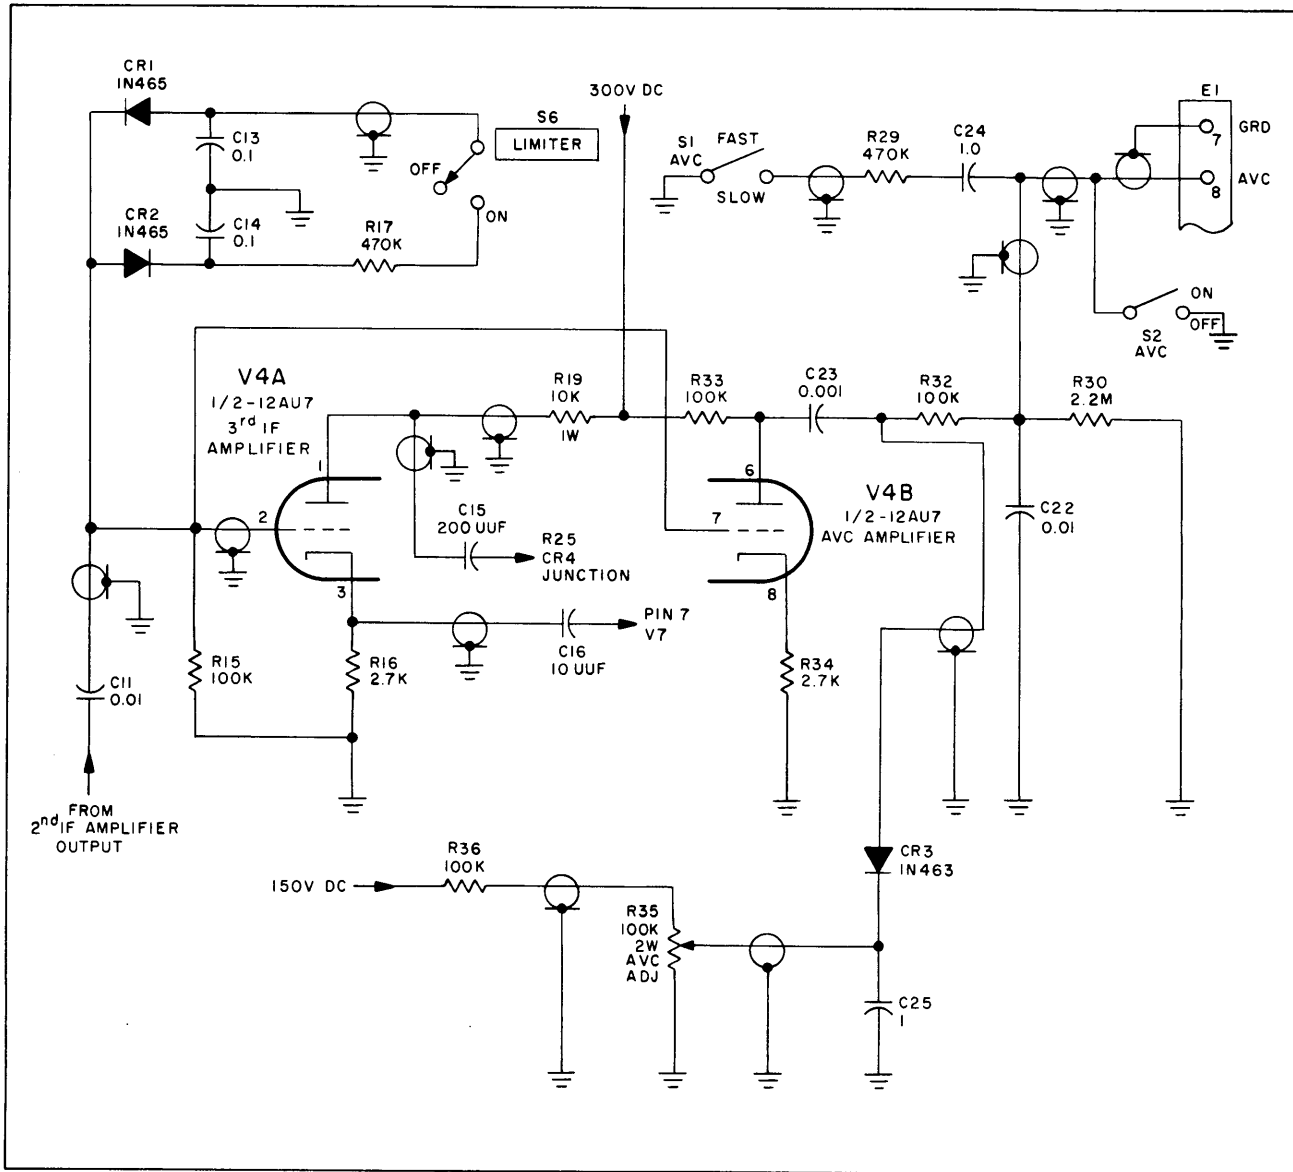 CR1
1N465
C13
0.1
S6
LIMITER
OFF
ON
CR2
1N465
C14
0.1
R17
470K
300V DC
S1
AVC
FAST
SLOW
R29
470K
C24
1.0
E1
7
GRD
8
AVC
ON
OFF
S2
AVC
V4A
1/2-12AU7
3rd IF
AMPLIFIER
1
2
3
R19
10K
1W
R33
100K
C23
0.001
R32
100K
R30
2.2M
C15
200 UUF
R25
CR4
JUNCTION
6
7
8
V4B
1/2-12AU7
AVC AMPLIFIER
C22
0.01
PIN 7
V7
C16
10 UUF
R15
100K
R16
2.7K
R34
2.7K
C11
0.01
FROM
2nd IF AMPLIFIER
OUTPUT
CR3
1N463
150V DC
R36
100K
R35
100K
2W
AVC
ADJ
C25
1